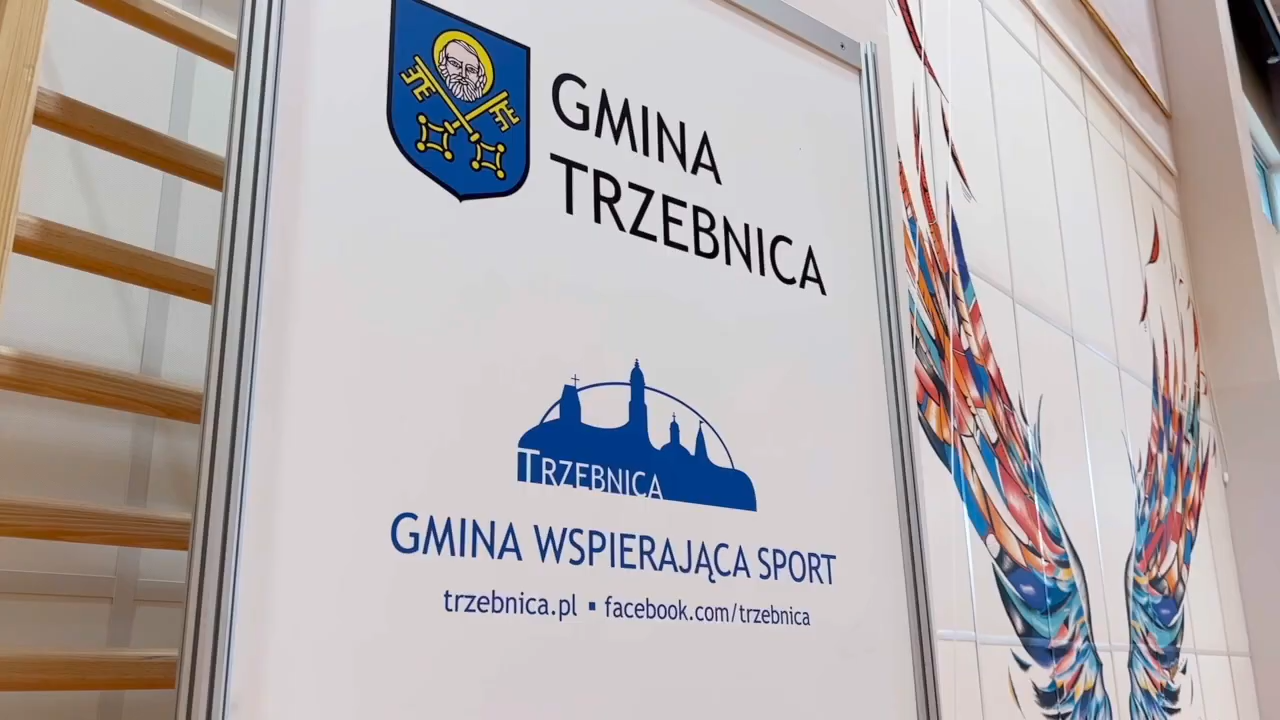 GMINA
TRZEBNICA
TRZEBNICA
GMINA WSPIERAJĄCA SPORT
trzebnica.pl ▪ facebook.com/trzebnica